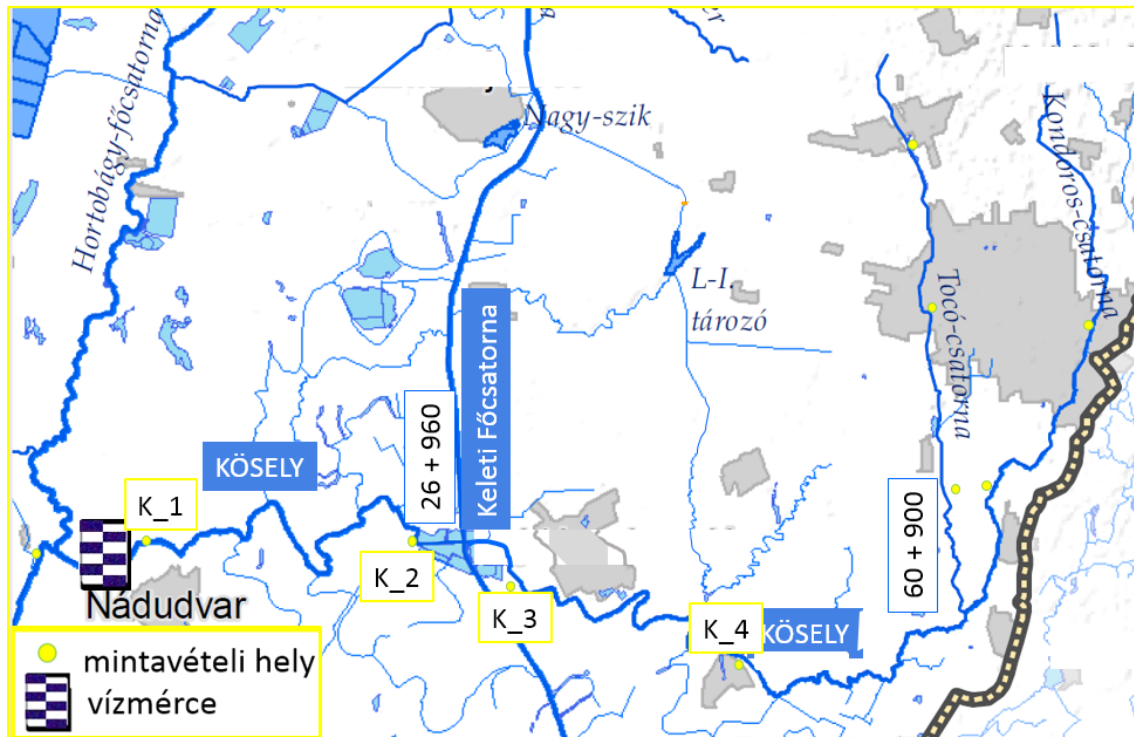 Hortobágy-főcsatorna
Nagy-szik
Kondoros-csatorna
L-I.
tározó
Tocó-csatorna
Keleti Főcsatorna
26 + 960
KÖSELY
K_1
K_2
K_3
60 + 900
K_4
KÖSELY
Nádudvar
mintavételi hely
vízmérce